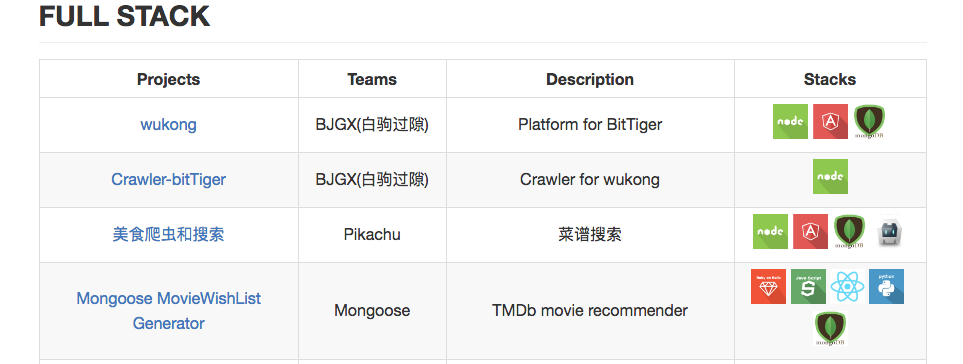 FULL STACK
Projects Teams Description Stacks
wukong BJGX(白驹过隙) Platform for BitTiger node mongoDB
Crawler-bitTiger BJGX(白驹过隙) Crawler for wukong node
美食爬虫和搜索 Pikachu 菜谱搜索 node mongoDB
Mongoose MovieWishList Generator Mongoose TMDb movie recommender Ruby on Rails JavaScript python mongoDB